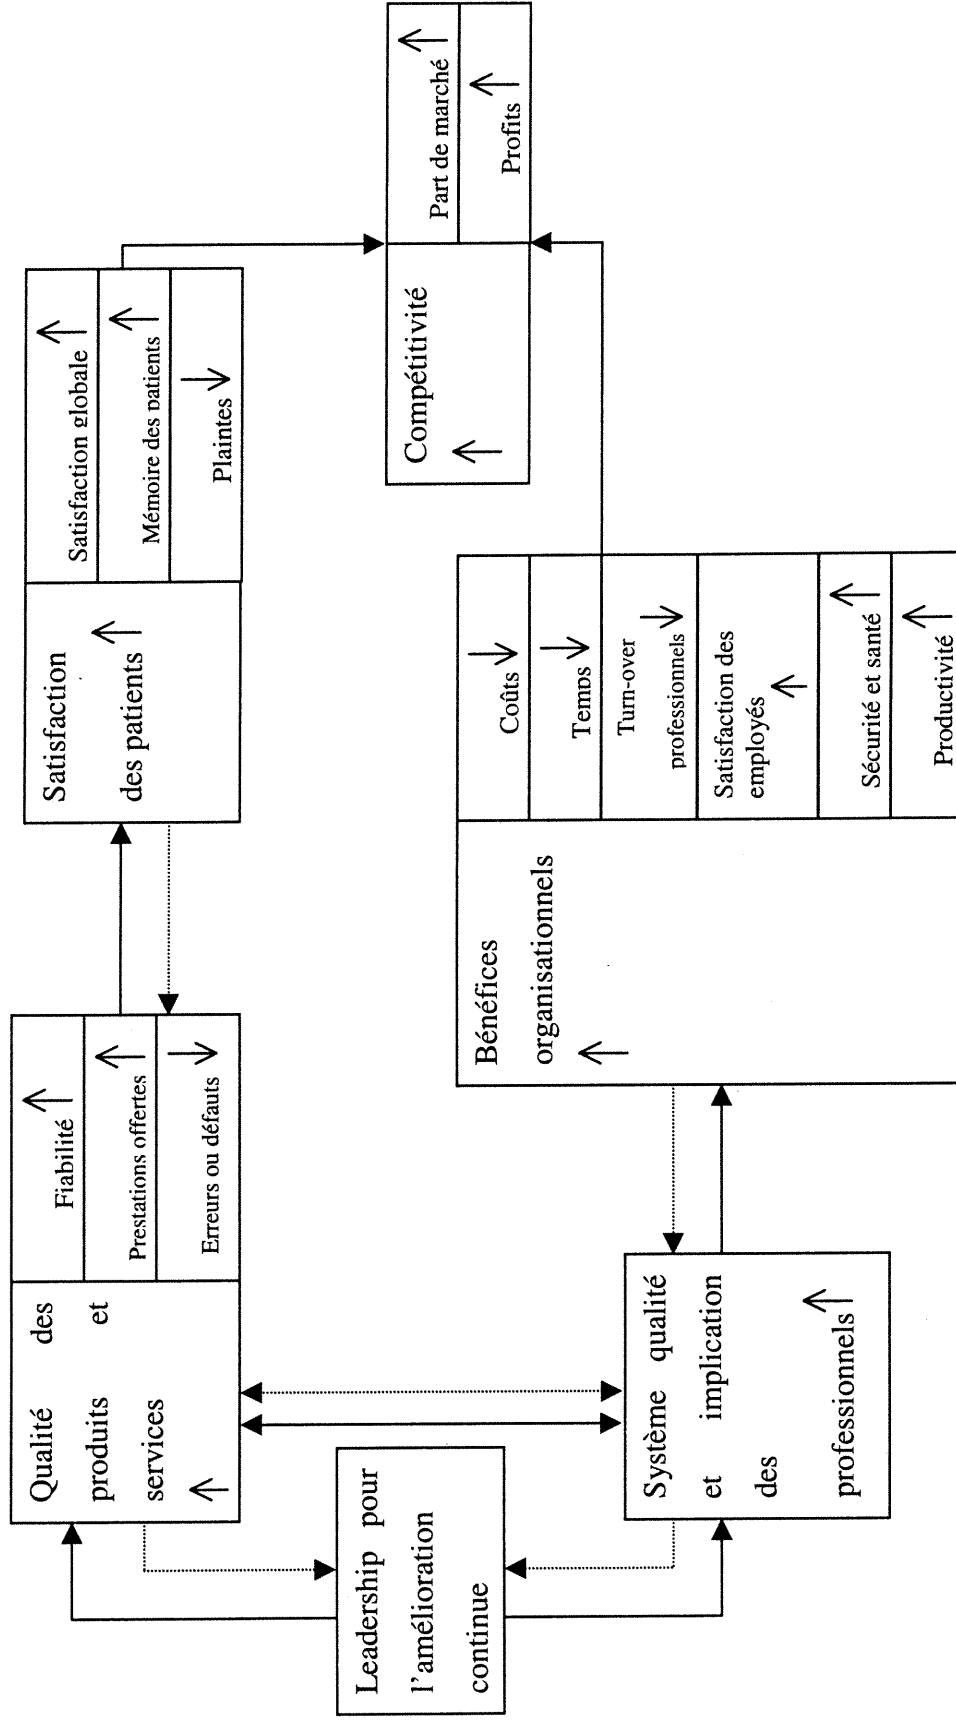 Leadership pour
l'amélioration
continue
Qualité des
produits et
services
Fiabilité
Prestations offertes
Erreurs ou défauts
Satisfaction
des patients
Satisfaction globale
Mémoire des patients
Plaintes
Système qualité
et implication
des
professionnels
Bénéfices
organisationnels
Coûts
Temps
Turn-over
professionnels
Satisfaction des
employés
Sécurité et santé
Productivité
Compétitivité
Part de marché
Profits